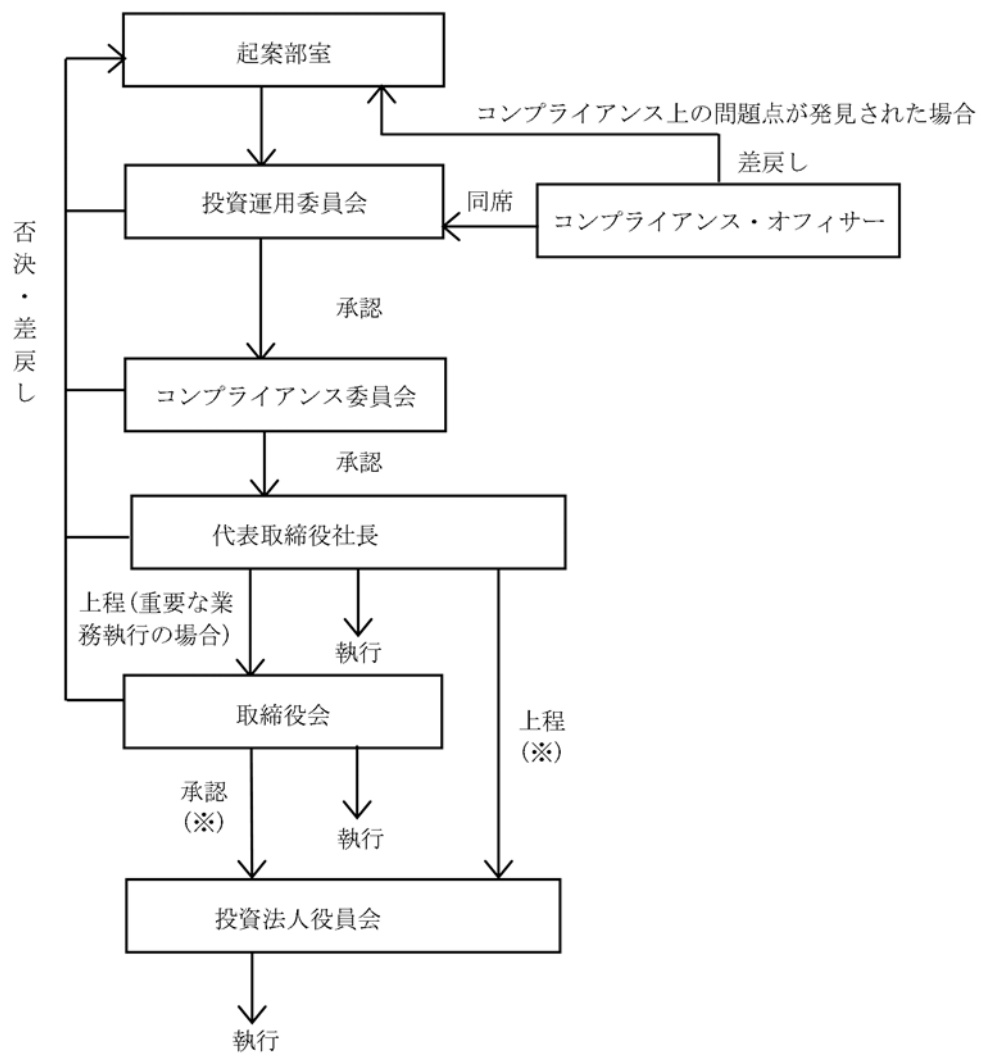 起案部室
コンプライアンス上の問題点が発見された場合
差戻し
投資運用委員会
同席
コンプライアンス・オフィサー
否決・差戻し
承認
コンプライアンス委員会
承認
代表取締役社長
上程(重要な業
務執行の場合)
執行
取締役会
上程
(※)
承認
(※)
執行
投資法人役員会
執行